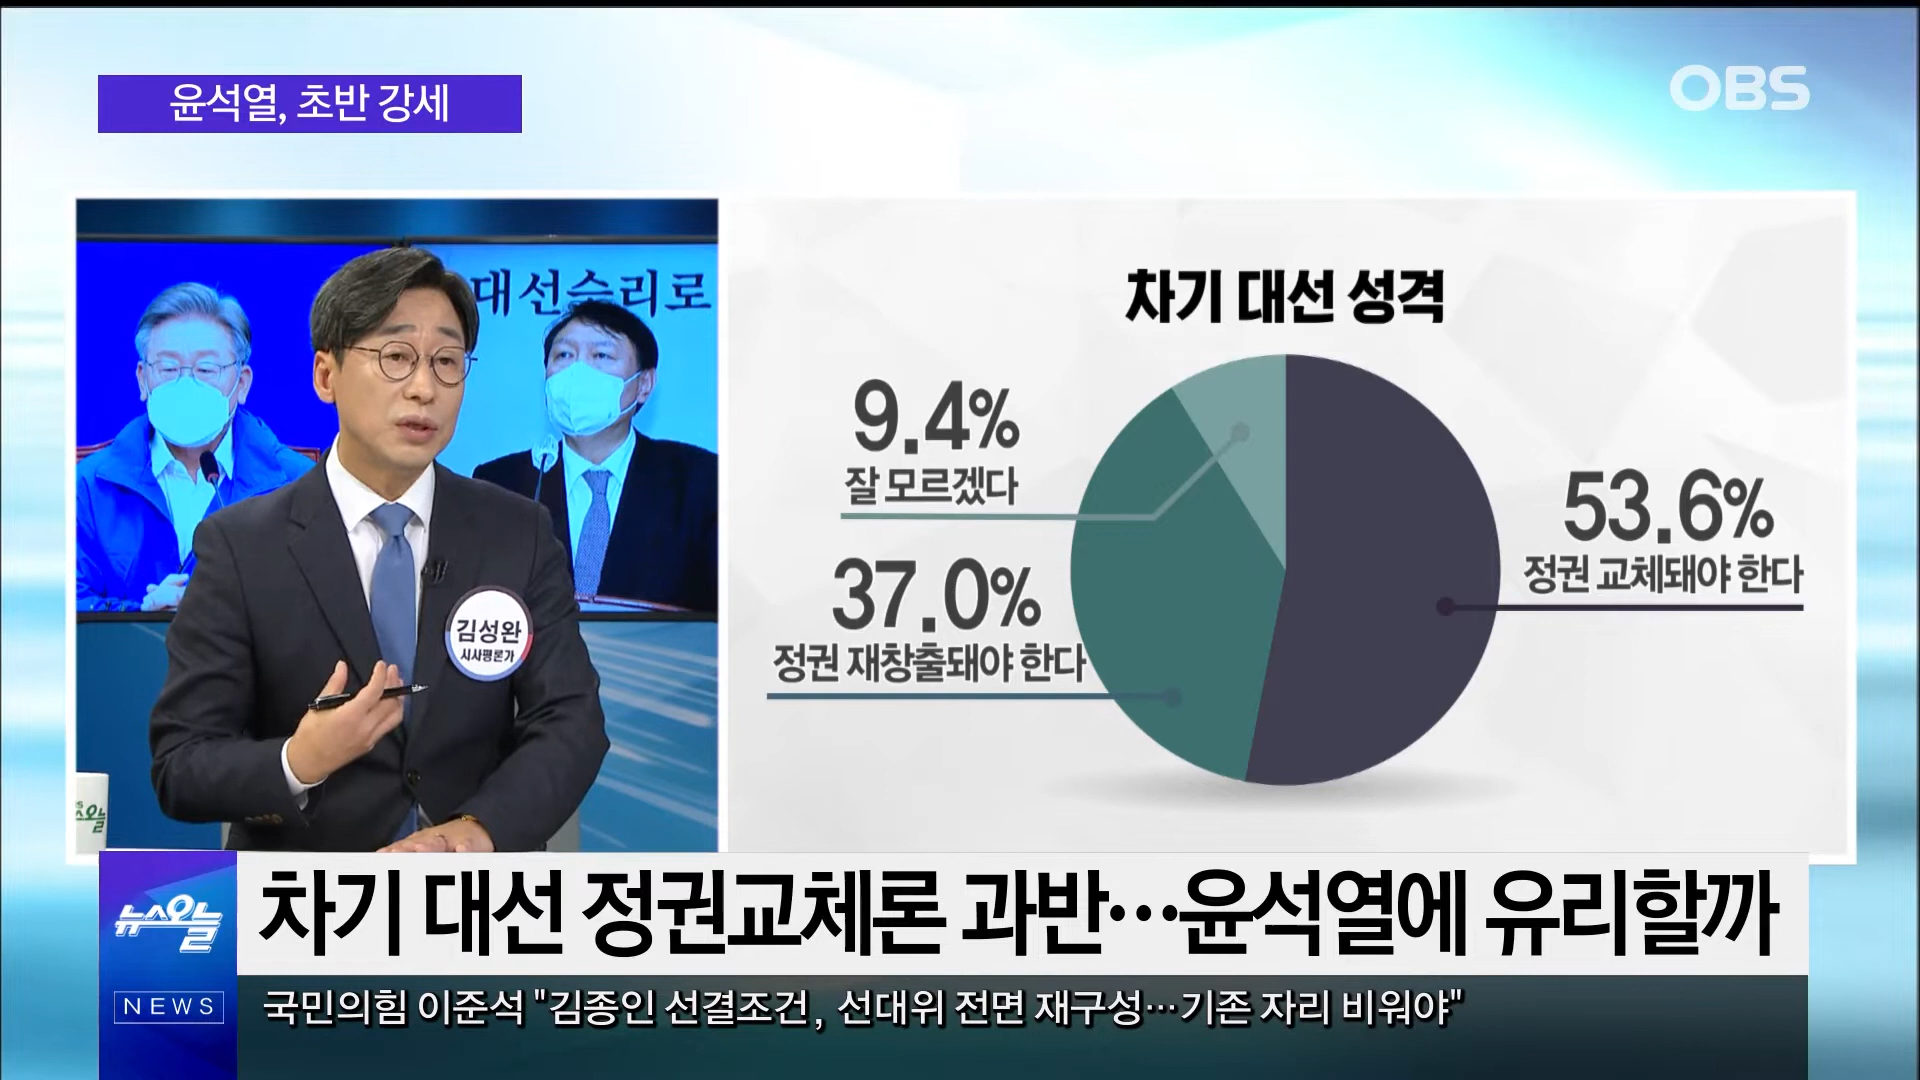 윤석열, 초반 강세
OBS
대선승리로
차기 대선 성격
9.4%
잘 모르겠다
53.6%
정권 교체돼야 한다
37.0%
정권 재창출돼야 한다
김성완
시사평론가
오늘
뉴스오늘
차기 대선 정권교체론 과반…윤석열에 유리할까
NEWS
국민의힘 이준석 "김종인 선결조건, 선대위 전면 재구성…기존 자리 비워야"